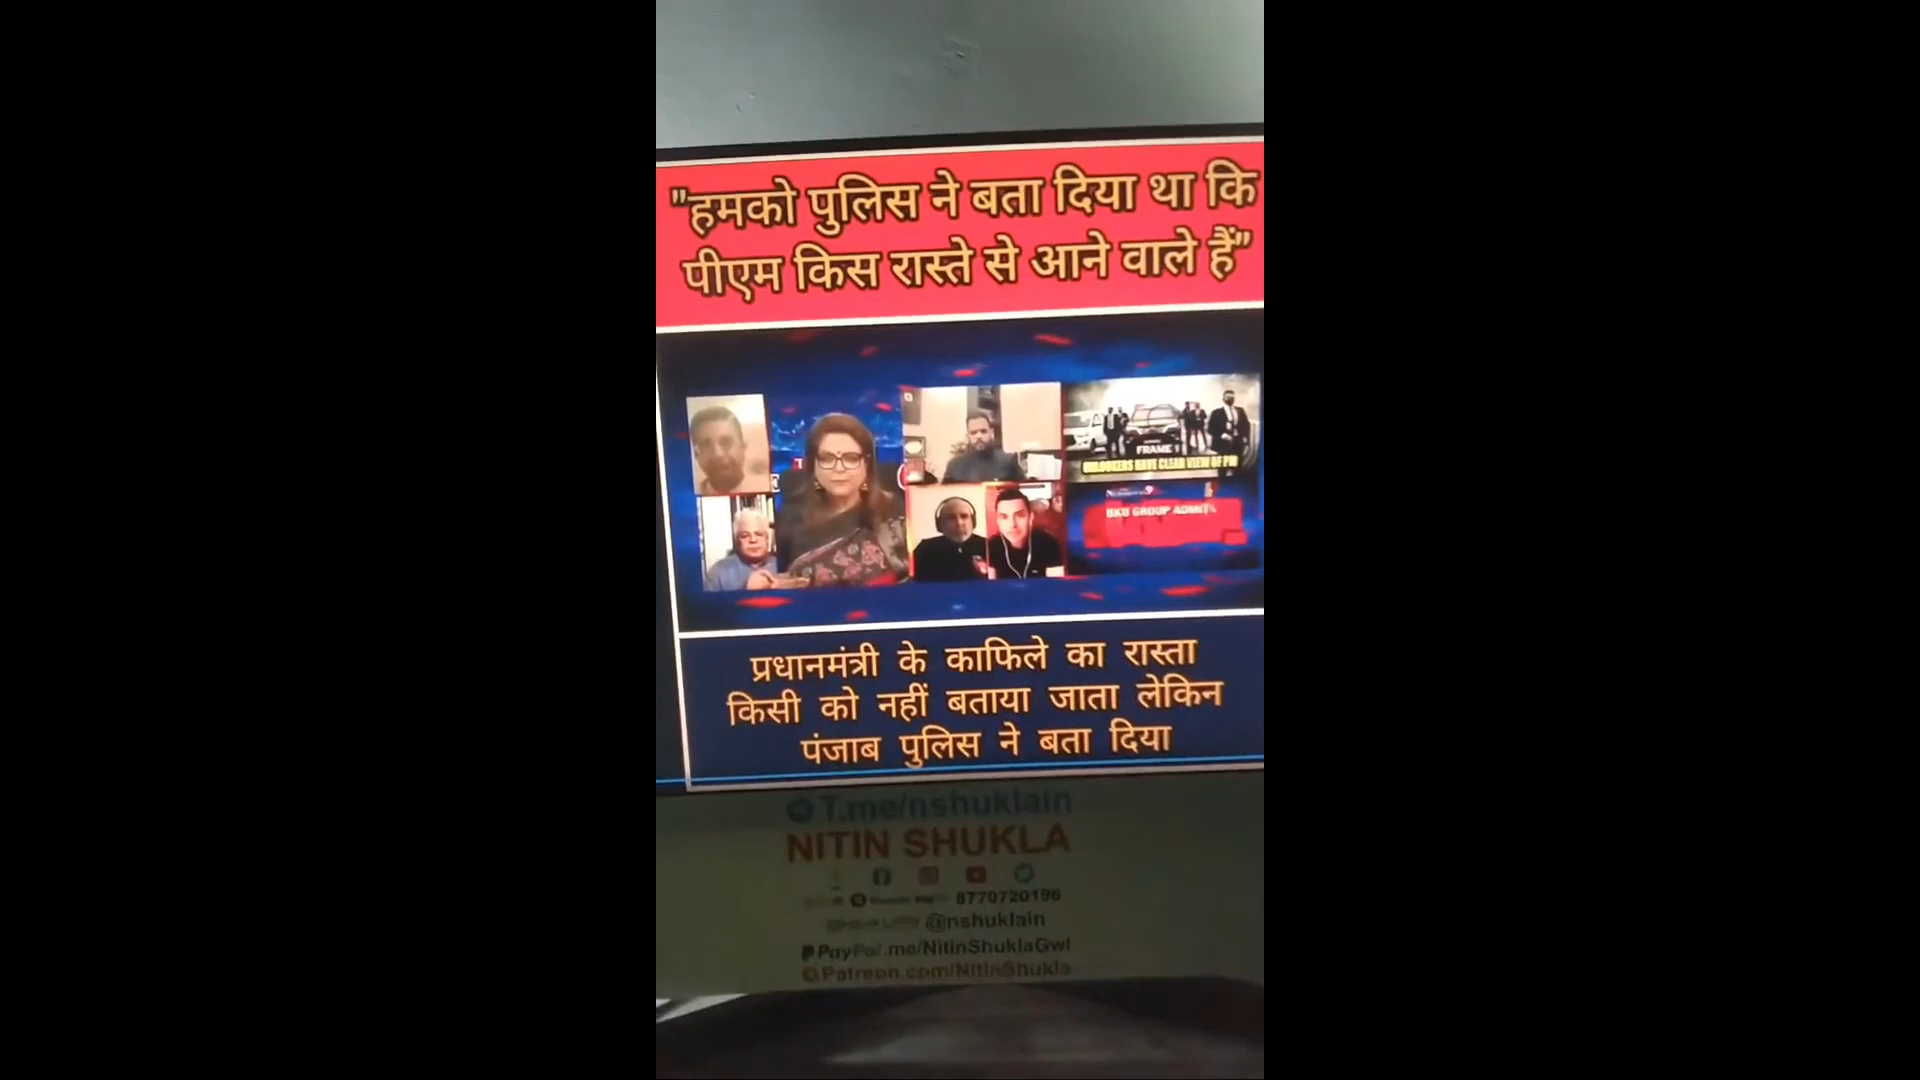 "हमको पुलिस ने बता दिया था कि
पीएम किस रास्ते से आने वाले हैं"
FRAME 1
ONLOOKERS HAVE CLEAR VIEW OF PM
BKU GROUP ADMITS
प्रधानमंत्री के काफिले का रास्ता
किसी को नहीं बताया जाता लेकिन
पंजाब पुलिस ने बता दिया
T.me/nshuklain
NITIN SHUKLA
8770720196
@nshuklain
PayPal.me/NitinShuklaGwl
Patreon.com/NitinShukla